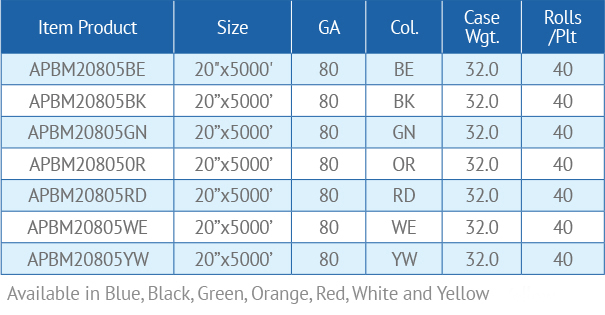 Item Product Size GA Col. Case Wgt. Rolls /Plt
APBM20805BE 20"x5000' 80 BE 32.0 40
APBM20805BK 20”x5000’ 80 BK 32.0 40
APBM20805GN 20”x5000’ 80 GN 32.0 40
APBM208050R 20”x5000’ 80 OR 32.0 40
APBM20805RD 20”x5000’ 80 RD 32.0 40
APBM20805WE 20”x5000’ 80 WE 32.0 40
APBM20805YW 20”x5000’ 80 YW 32.0 40
Available in Blue, Black, Green, Orange, Red, White and Yellow